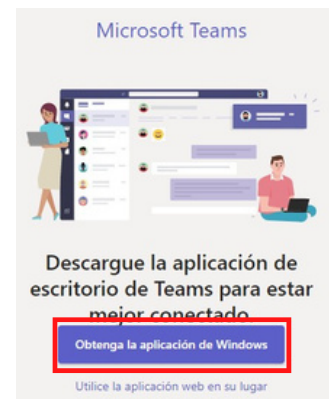 Microsoft Teams
Descargue la aplicación de
escritorio de Teams para estar
mejor conectado
Obtenga la aplicación de Windows
Utilice la aplicación web en su lugar